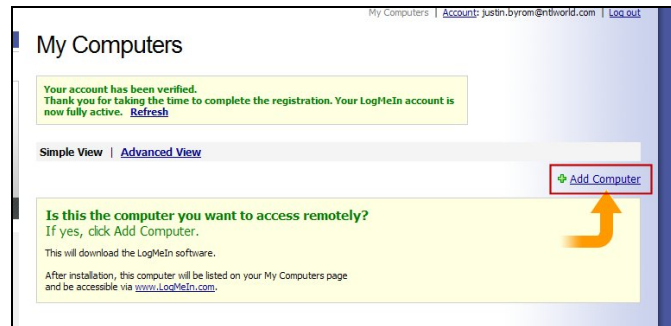 My Computers | Account: justin.byrom@ntlworld.com | Log out
My Computers
Your account has been verified.
Thank you for taking the time to complete the registration. Your LogMeIn account is
now fully active. Refresh
Simple View | Advanced View
Add Computer
Is this the computer you want to access remotely?
If yes, click Add Computer.
This will download the LogMeIn software.
After installation, this computer will be listed on your My Computers page
and be accessible via www.LogMeIn.com.